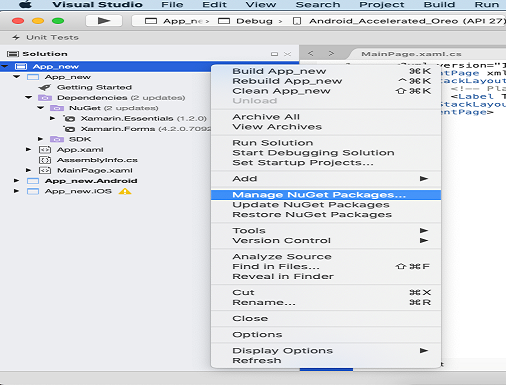 Visual Studio File Edit View Search Project Build Run
App_ne Debug Android_Accelerated_Oreo (API 27)
Unit Tests
Solution
MainPage.xaml.cs
App_new
App_new
Getting Started
Dependencies (2 updates)
NuGet (2 updates)
Xamarin.Essentials (1.2.0)
Xamarin.Forms (4.2.0.7092
SDK
App.xaml
AssemblyInfo.cs
MainPage.xaml
App_new.Android
App_new.iOS
Build App_new ⌘K
Rebuild App_new ^⌘K
Clean App_new ⇧⌘K
Unload
Archive All
View Archives
Run Solution
Start Debugging Solution
Set Startup Projects...
Add
Manage NuGet Packages...
Update NuGet Packages
Restore NuGet Packages
Tools
Version Control
Analyze Source
Find in Files... ⇧⌘F
Reveal in Finder
Cut ⌘X
Rename... ⌘R
Close
Options
Display Options
Refresh
version="1
entPage xml
StackLayou
<!-- Pla
<Label T
StackLayou
entPage>